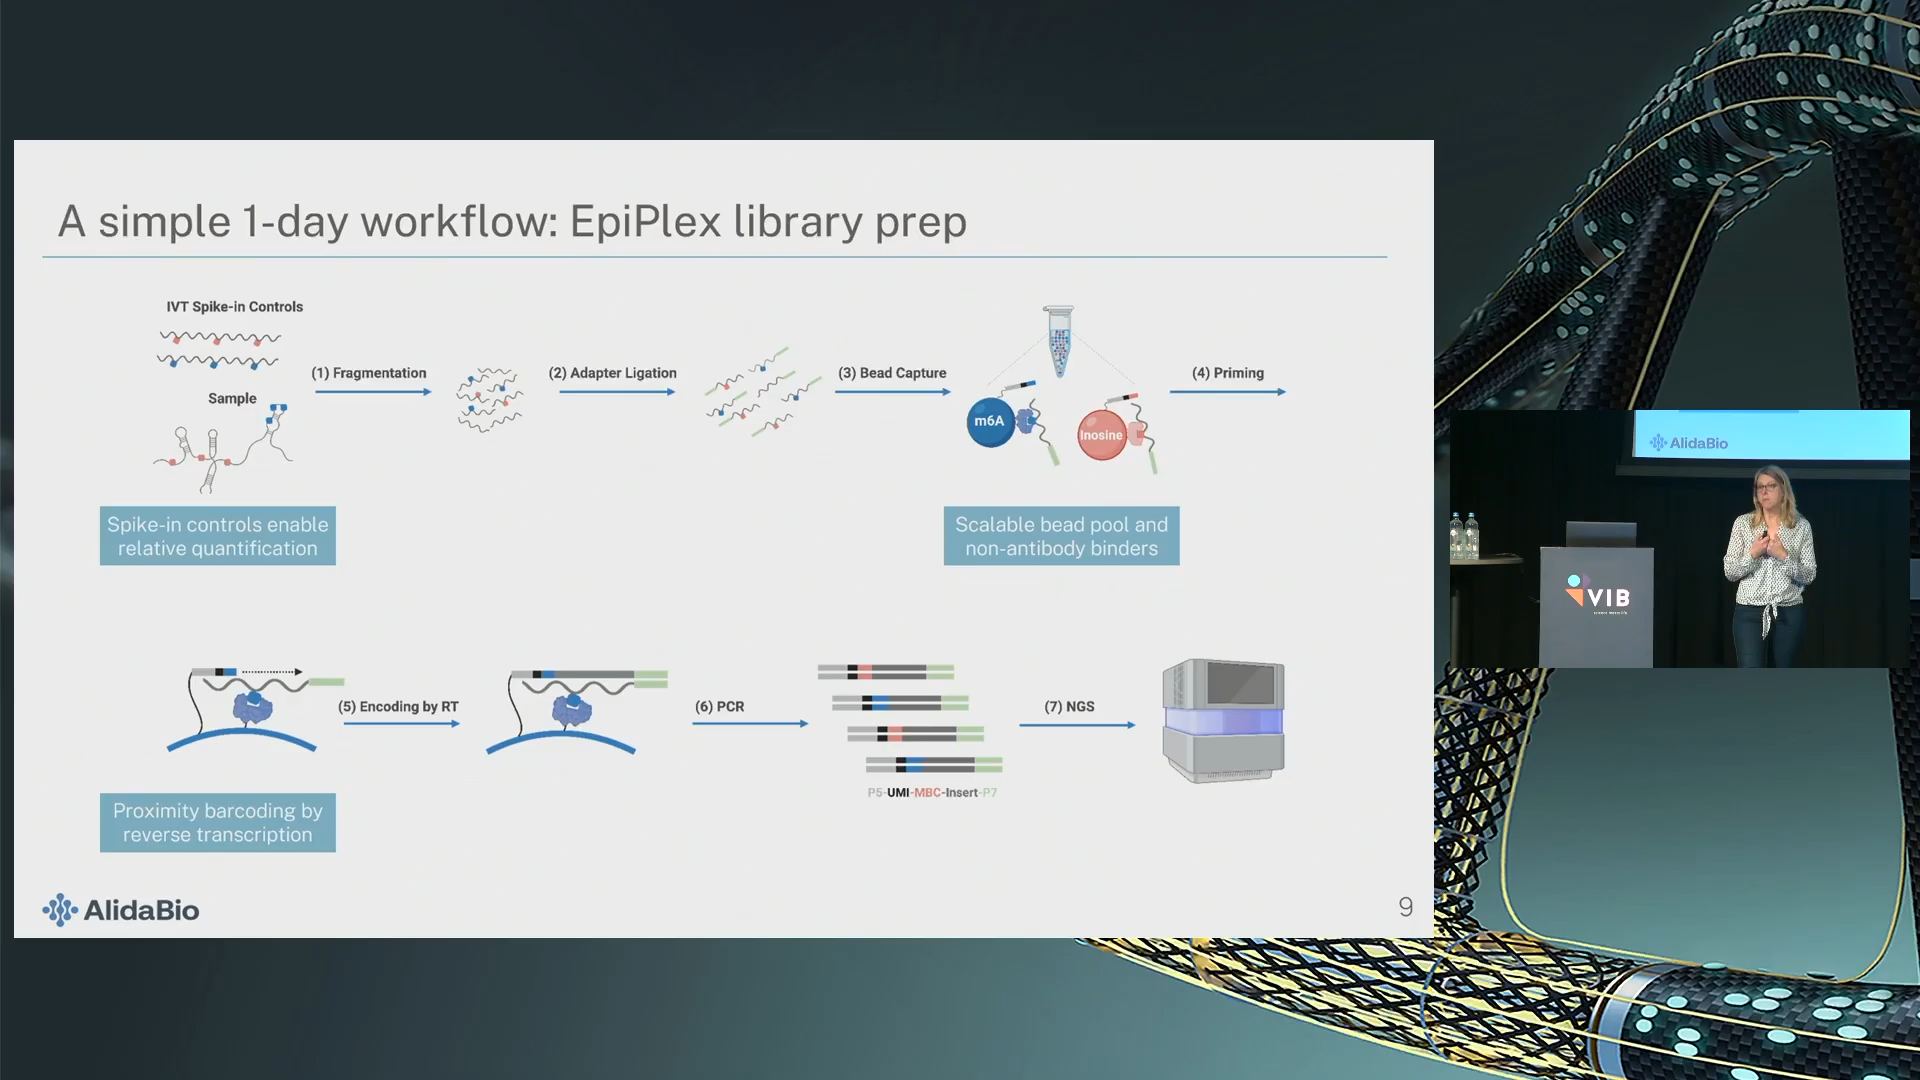 A simple 1-day workflow: EpiPlex library prep
IVT Spike-in Controls
Sample
(1) Fragmentation
(2) Adapter Ligation
(3) Bead Capture
(4) Priming
m6A
Inosine
Spike-in controls enable
relative quantification
Scalable bead pool and
non-antibody binders
(5) Encoding by RT
(6) PCR
(7) NGS
P5-UMI-MBC-Insert-P7
Proximity barcoding by
reverse transcription
AlidaBio
9
AlidaBio
VIB